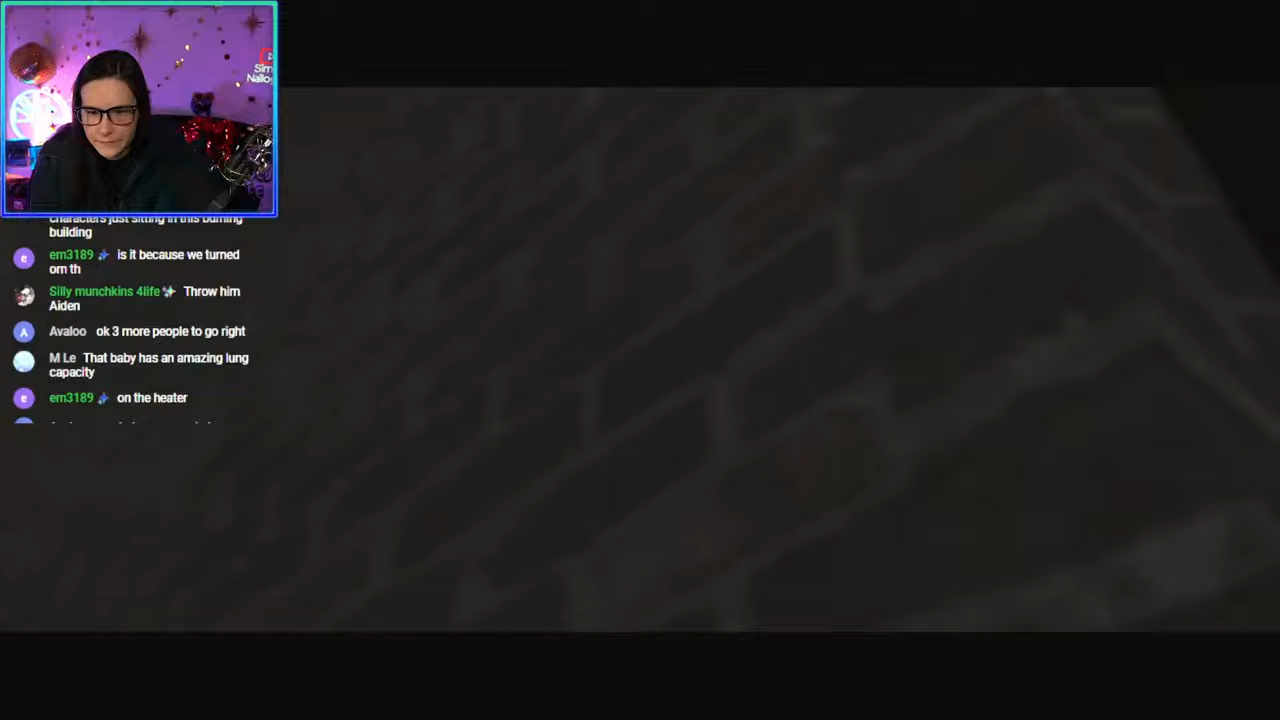 Sim
Nailo
characters just sitting in this burning
building
em3189 is it because we turned
om th
Silly munchkins 4life Throw him
Aiden
Avaloo ok 3 more people to go right
M Le That baby has an amazing lung
capacity
em3189 on the heater